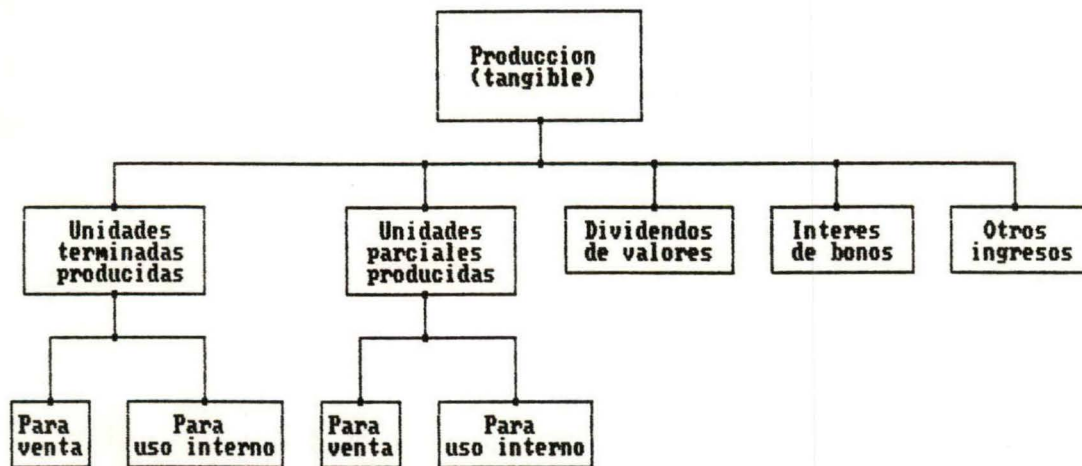 Produccion
(tangible)
Unidades
terminadas
producidas
Unidades
parciales
producidas
Dividendos
de valores
Interes
de bonos
Otros
ingresos
Para
venta
Para
uso interno
Para
venta
Para
uso interno